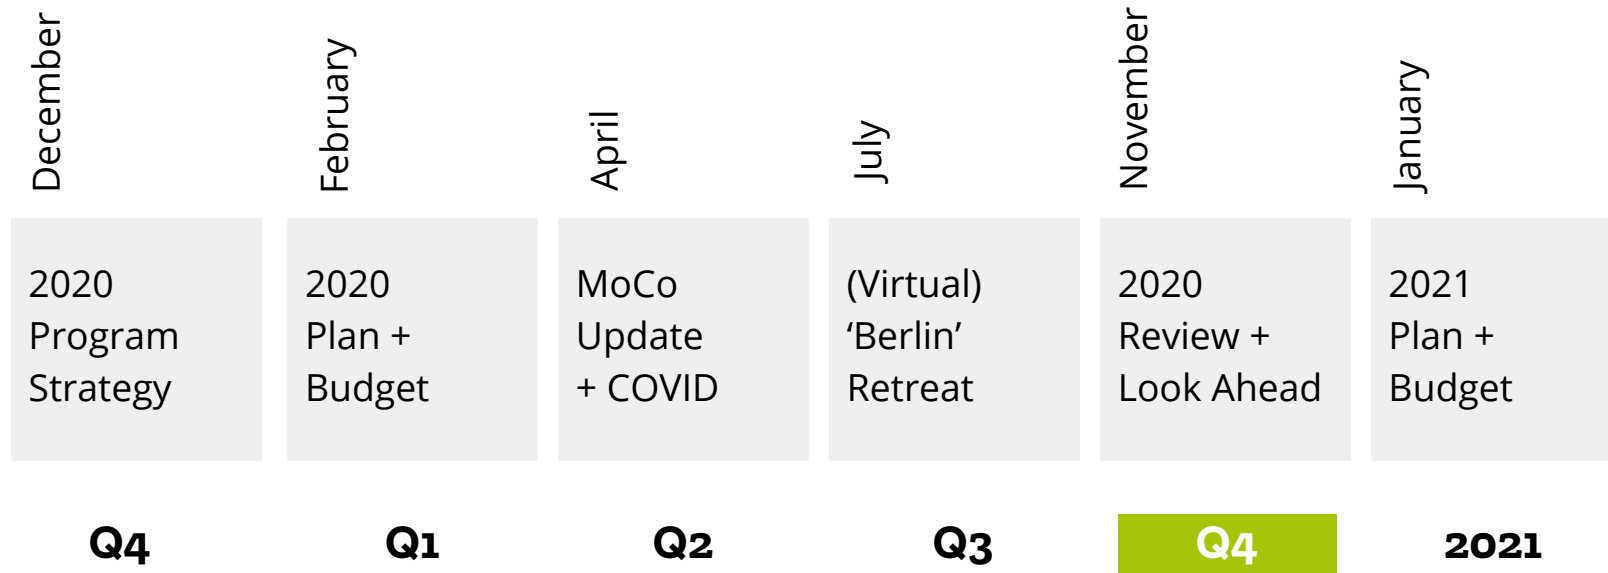 December
February
April
July
November
January
2020
Program
Strategy
2020
Plan +
Budget
MoCo
Update
+ COVID
(Virtual)
‘Berlin’
Retreat
2020
Review +
Look Ahead
2021
Plan +
Budget
Q4
Q1
Q2
Q3
Q4
2021